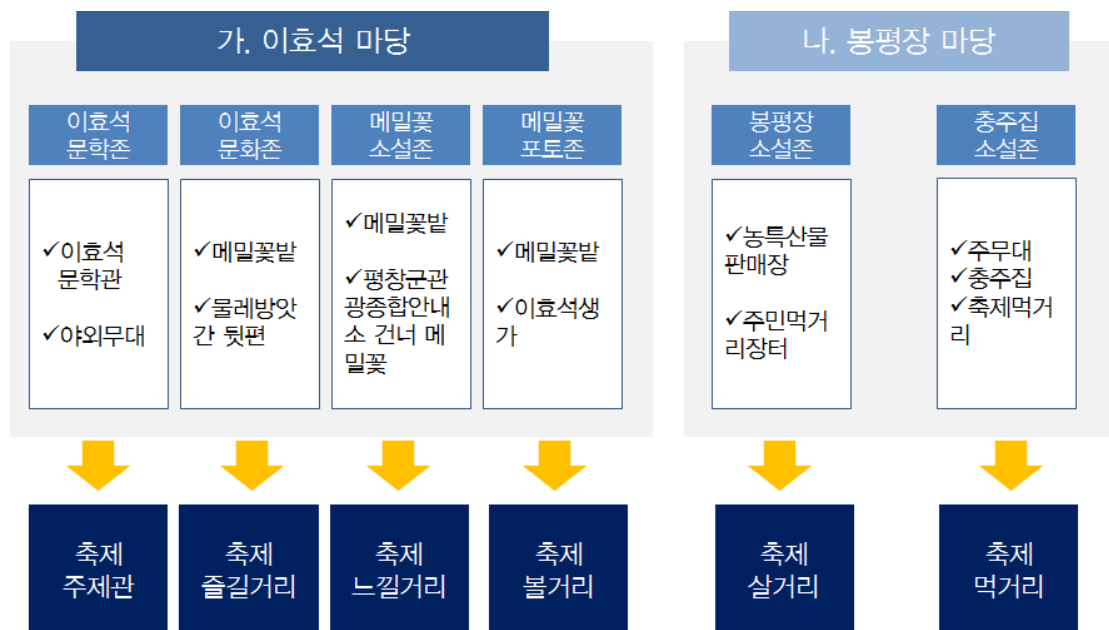 가. 이효석 마당
이효석
문학존
✓이효석
문학관
✓야외무대
축제
주제관
이효석
문화존
✓메밀꽃밭
✓물레방앗
간 뒷편
축제
즐길거리
메밀꽃
소설존
✓메밀꽃밭
✓평창군관
광종합안내
소 건너 메
밀꽃
축제
느낄거리
메밀꽃
포토존
✓메밀꽃밭
✓이효석생
가
축제
볼거리
나. 봉평장 마당
봉평장
소설존
✓농특산물
판매장
✓주민먹거
리장터
축제
살거리
충주집
소설존
✓주무대
✓충주집
✓축제먹거
리
축제
먹거리